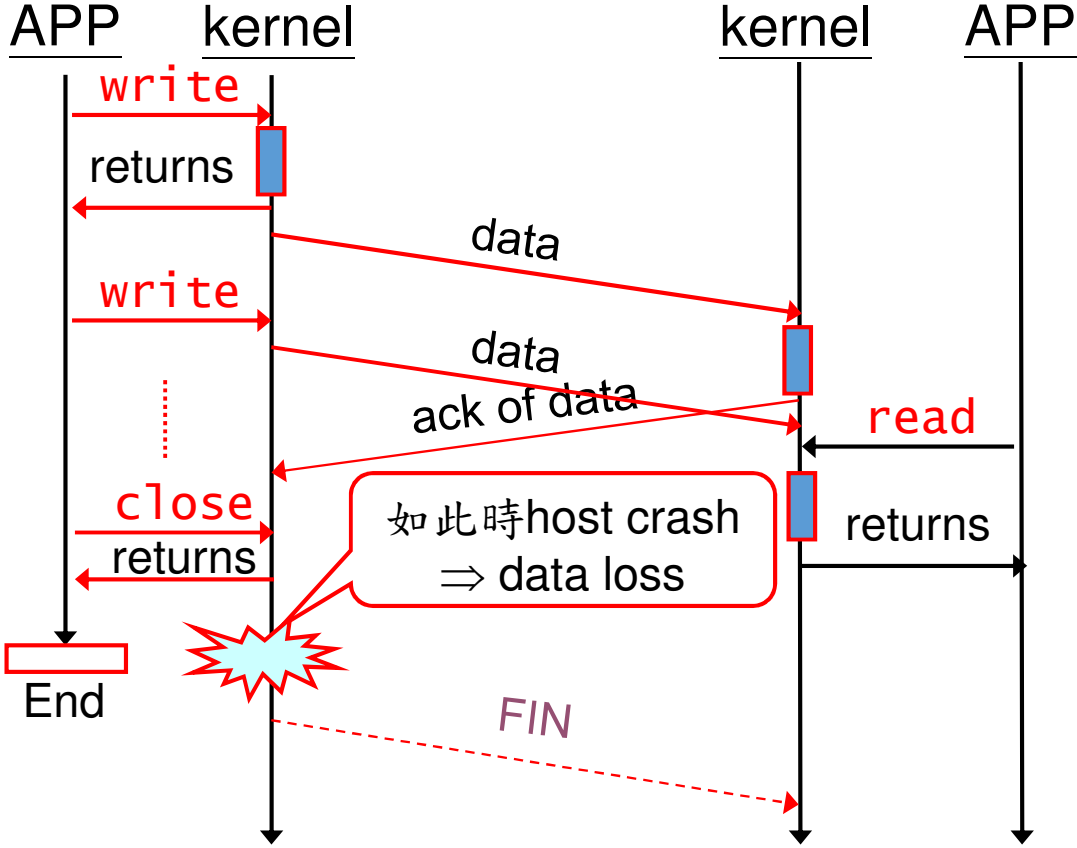 APP kernel kernel APP
write
returns
data
write
data
ack of data
read
close
如此時host crash
⇒ data loss
returns
returns
End
FIN